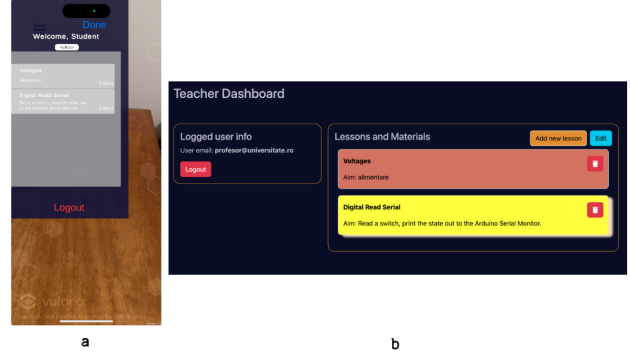 Done
Welcome, Student
Voltages
alimentare
Digital Read Serial
Read a switch, print the state out
to the Arduino Serial Monitor.
Logout
vuforia
a
Teacher Dashboard
Logged user info
User email: profesor@universitate.ro
Logout
Lessons and Materials
Add new lesson
Edit
Voltages
Aim: alimentare
Digital Read Serial
Aim: Read a switch, print the state out to the Arduino Serial Monitor.
b